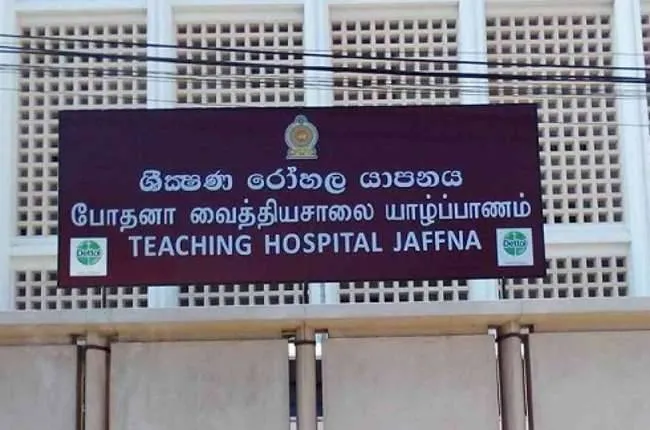 ශීක්‍ෂණ රෝහල යාපනය
போதனா வைத்தியசாலை யாழ்ப்பாணம்
TEACHING HOSPITAL JAFFNA
Dettol
Dettol